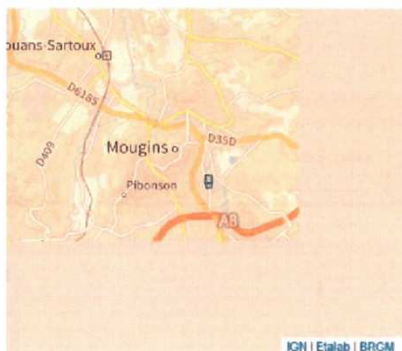 ouans-Sartoux
D6185
D409
D35D
Mougins
Pibonson
A8
IGN | Etalab | BRGM